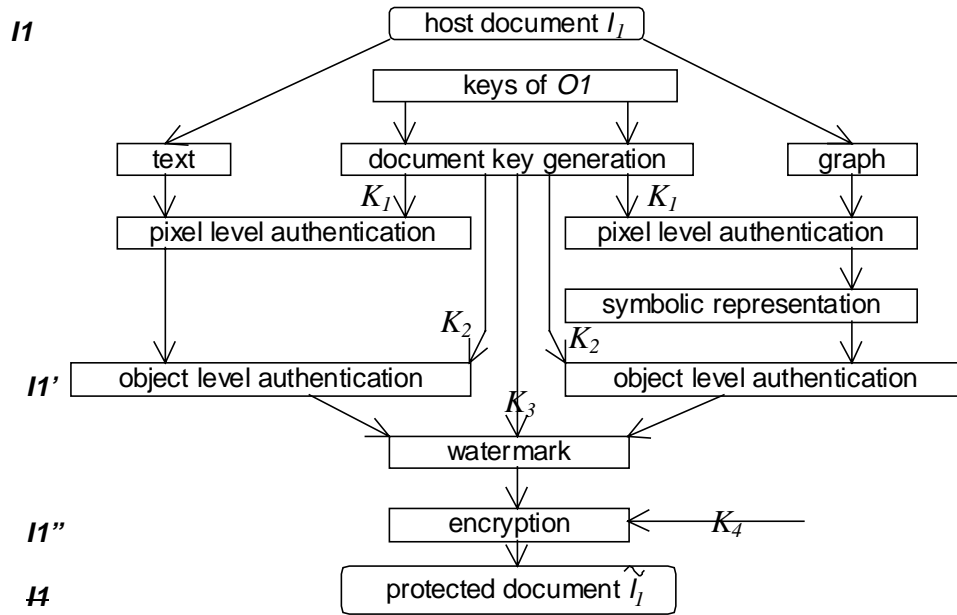 I1
host document I₁
keys of O1
text
document key generation
graph
K₁
K₁
pixel level authentication
pixel level authentication
symbolic representation
K₂
K₂
I1’
object level authentication
object level authentication
K₃
watermark
I1”
encryption
K₄
I1
protected document Ĩ₁